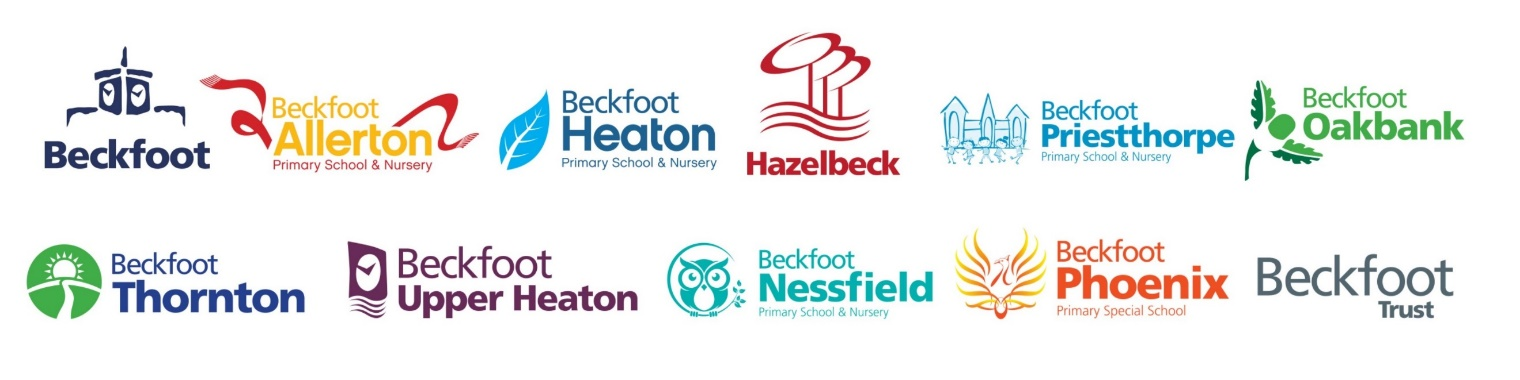 Beckfoot
Beckfoot
Allerton
Primary School & Nursery
Beckfoot
Heaton
Primary School & Nursery
Hazelbeck
Beckfoot
Priestthorpe
Primary School & Nursery
Beckfoot
Oakbank
Beckfoot
Thornton
Beckfoot
Upper Heaton
Beckfoot
Nessfield
Primary School & Nursery
Beckfoot
Phoenix
Primary Special School
Beckfoot
Trust